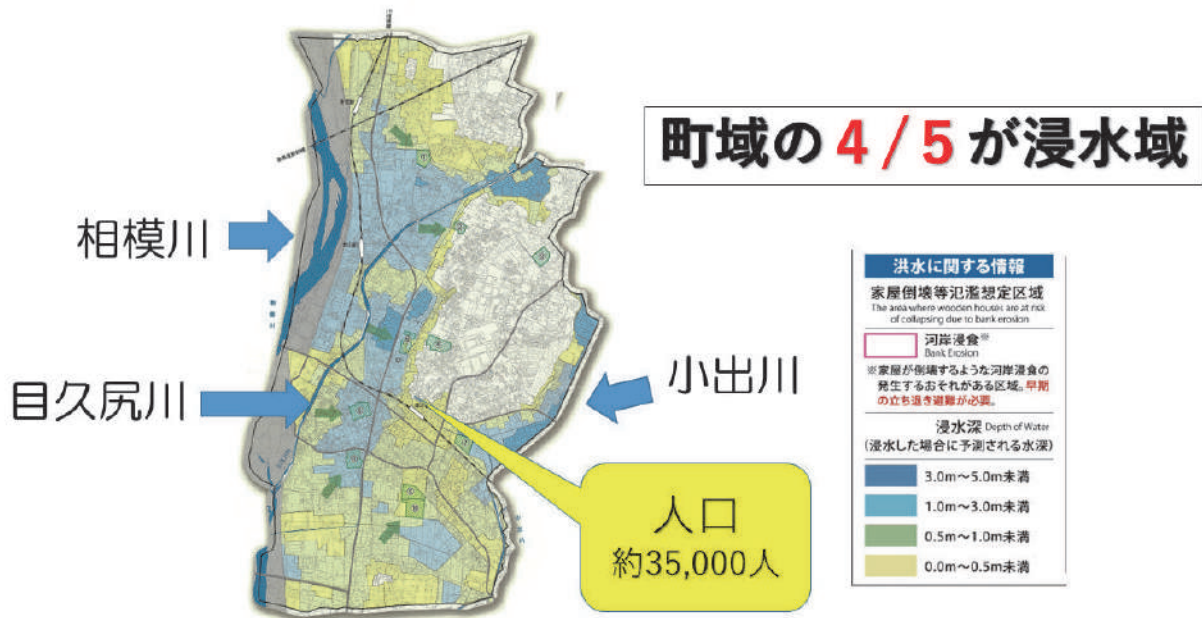 町域の 4/5 が浸水域
相模川
目久尻川
小出川
人口
約35,000人
洪水に関する情報
家屋倒壊等氾濫想定区域
The area where wooden houses are at risk
of collapsing due to bank erosion
河岸浸食※
Bank Erosion
※家屋が倒壊するような河岸浸食の
発生するおそれがある区域。早期
の立ち退き避難が必要。
浸水深 Depth of Water
(浸水した場合に予測される水深)
3.0m～5.0m未満
1.0m～3.0m未満
0.5m～1.0m未満
0.0m～0.5m未満